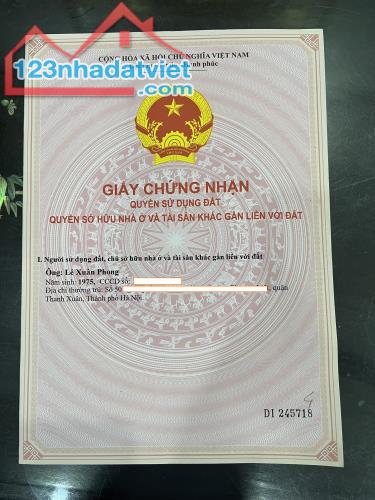 123nhadatviet.com
CỘNG HÒA XÃ HỘI CHỦ NGHĨA VIỆT NAM
phúc
GIẤY CHỨNG NHẬN
QUYỀN SỬ DỤNG ĐẤT
QUYỀN SỞ HỮU NHÀ Ở VÀ TÀI SẢN KHÁC GẮN LIỀN VỚI ĐẤT
I. Người sử dụng đất, chủ sở hữu nhà ở và tài sản khác gắn liền với đất
Ông: Lê Xuân Phong
Năm sinh: 1975, CCCD số:
Địa chỉ thường trú: Số 50 quận
Thanh Xuân, Thành phố Hà Nội.
DI 245718